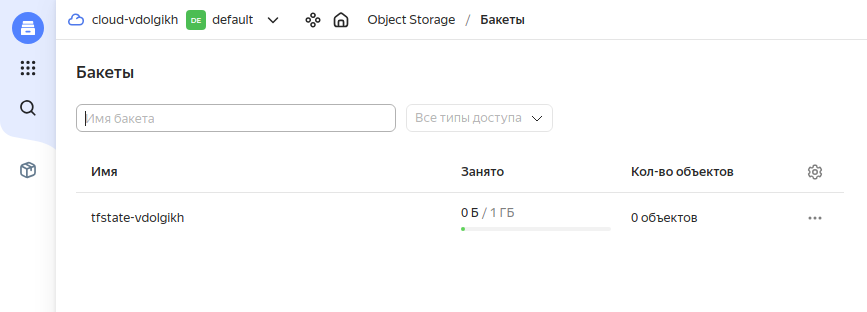 cloud-vdolgikh DE default Object Storage / Бакеты
Бакеты
Имя бакета Все типы доступа
Имя Занято Кол-во объектов
tfstate-vdolgikh 0 Б / 1 ГБ 0 объектов